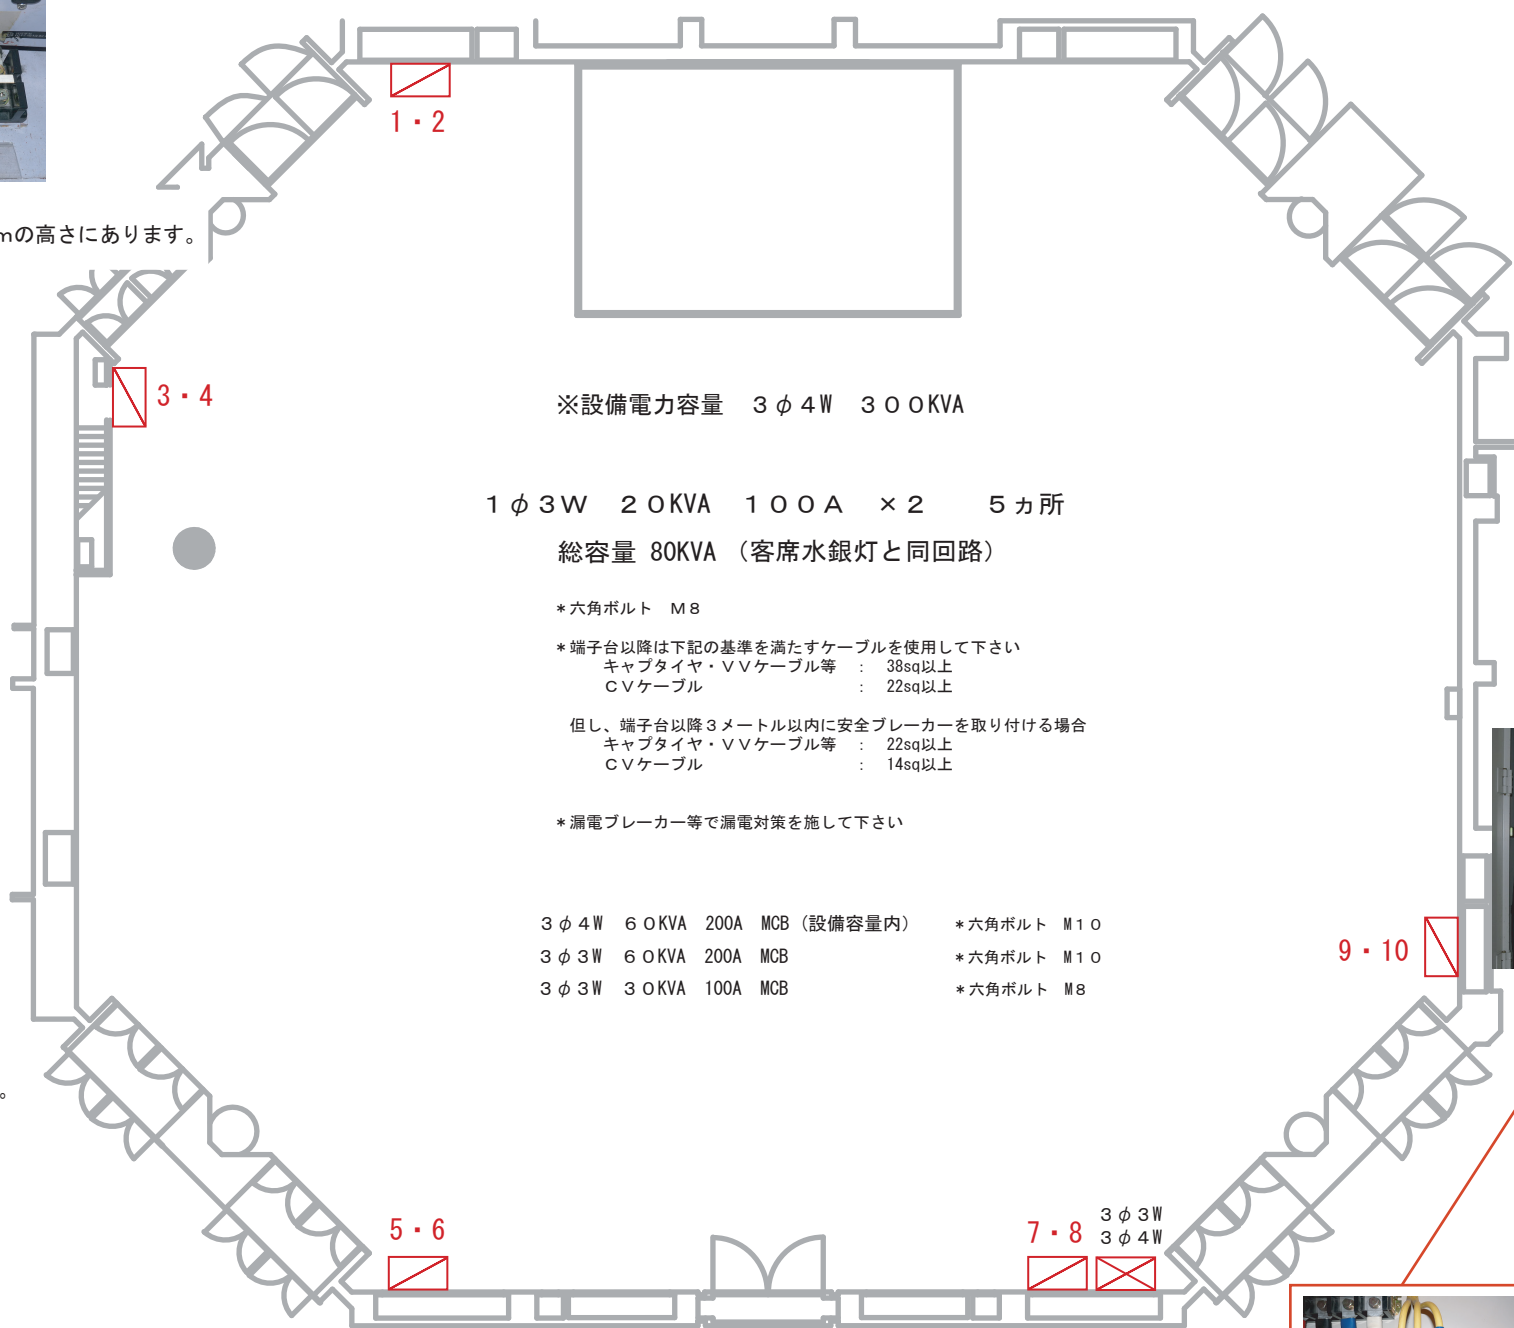 1・2
mの高さにあります。
3・4
※設備電力容量　３φ４W　３００KVA
１φ３W　２０KVA　１００A　×２　　５ヵ所
総容量 80KVA （客席水銀灯と同回路）
*六角ボルト　M８
*端子台以降は下記の基準を満たすケーブルを使用して下さい
キャプタイヤ・VVケーブル等　：　38sq以上
CVケーブル　：　22sq以上
但し、端子台以降３メートル以内に安全ブレーカーを取り付ける場合
キャプタイヤ・VVケーブル等　：　22sq以上
CVケーブル　：　14sq以上
*漏電ブレーカー等で漏電対策を施して下さい
３φ４W　６０KVA　200A　MCB（設備容量内）　*六角ボルト　M１０
３φ３W　６０KVA　200A　MCB　*六角ボルト　M１０
３φ３W　３０KVA　100A　MCB　*六角ボルト　M８
9・10
。
5・6
7・8
３φ３W
３φ４W